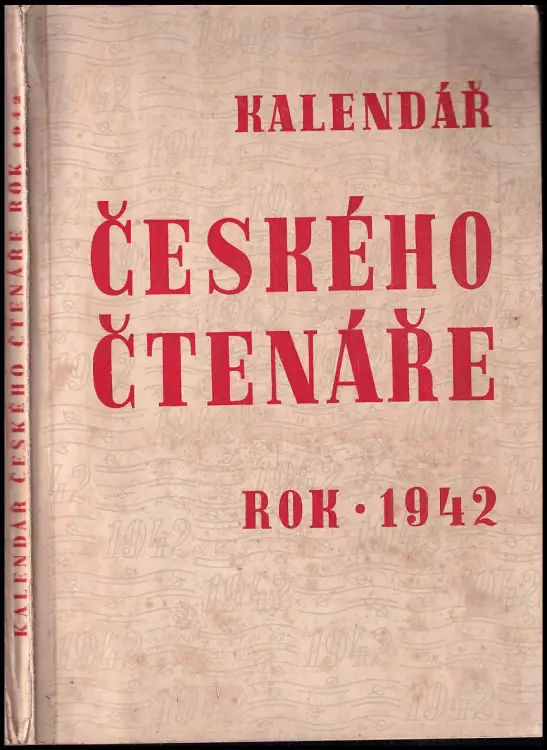 KALENDÁŘ
ČESKÉHO
ČTENÁŘE
ROK · 1942
KALENDÁŘ ČESKÉHO ČTENÁŘE ROK 1942